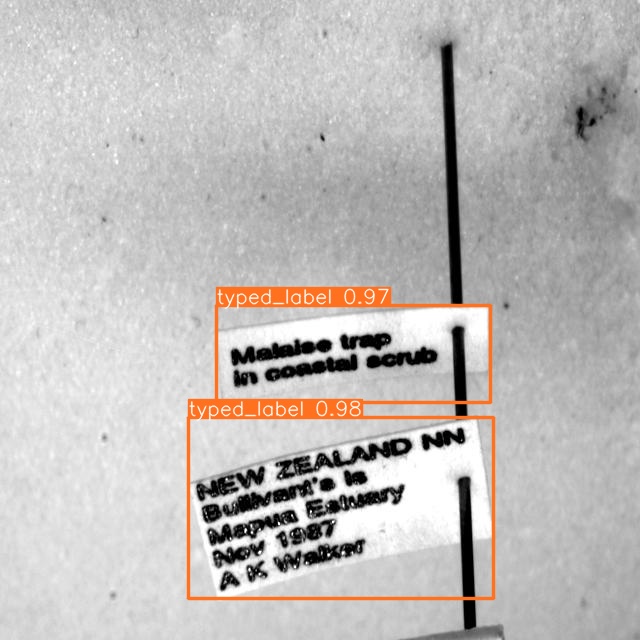 typed_label 0.97
Malaise trap
in coastal scrub
typed_label 0.98
NEW ZEALAND NN
Bullivant's Is
Mapua Estuary
Nov 1987
A K Walker